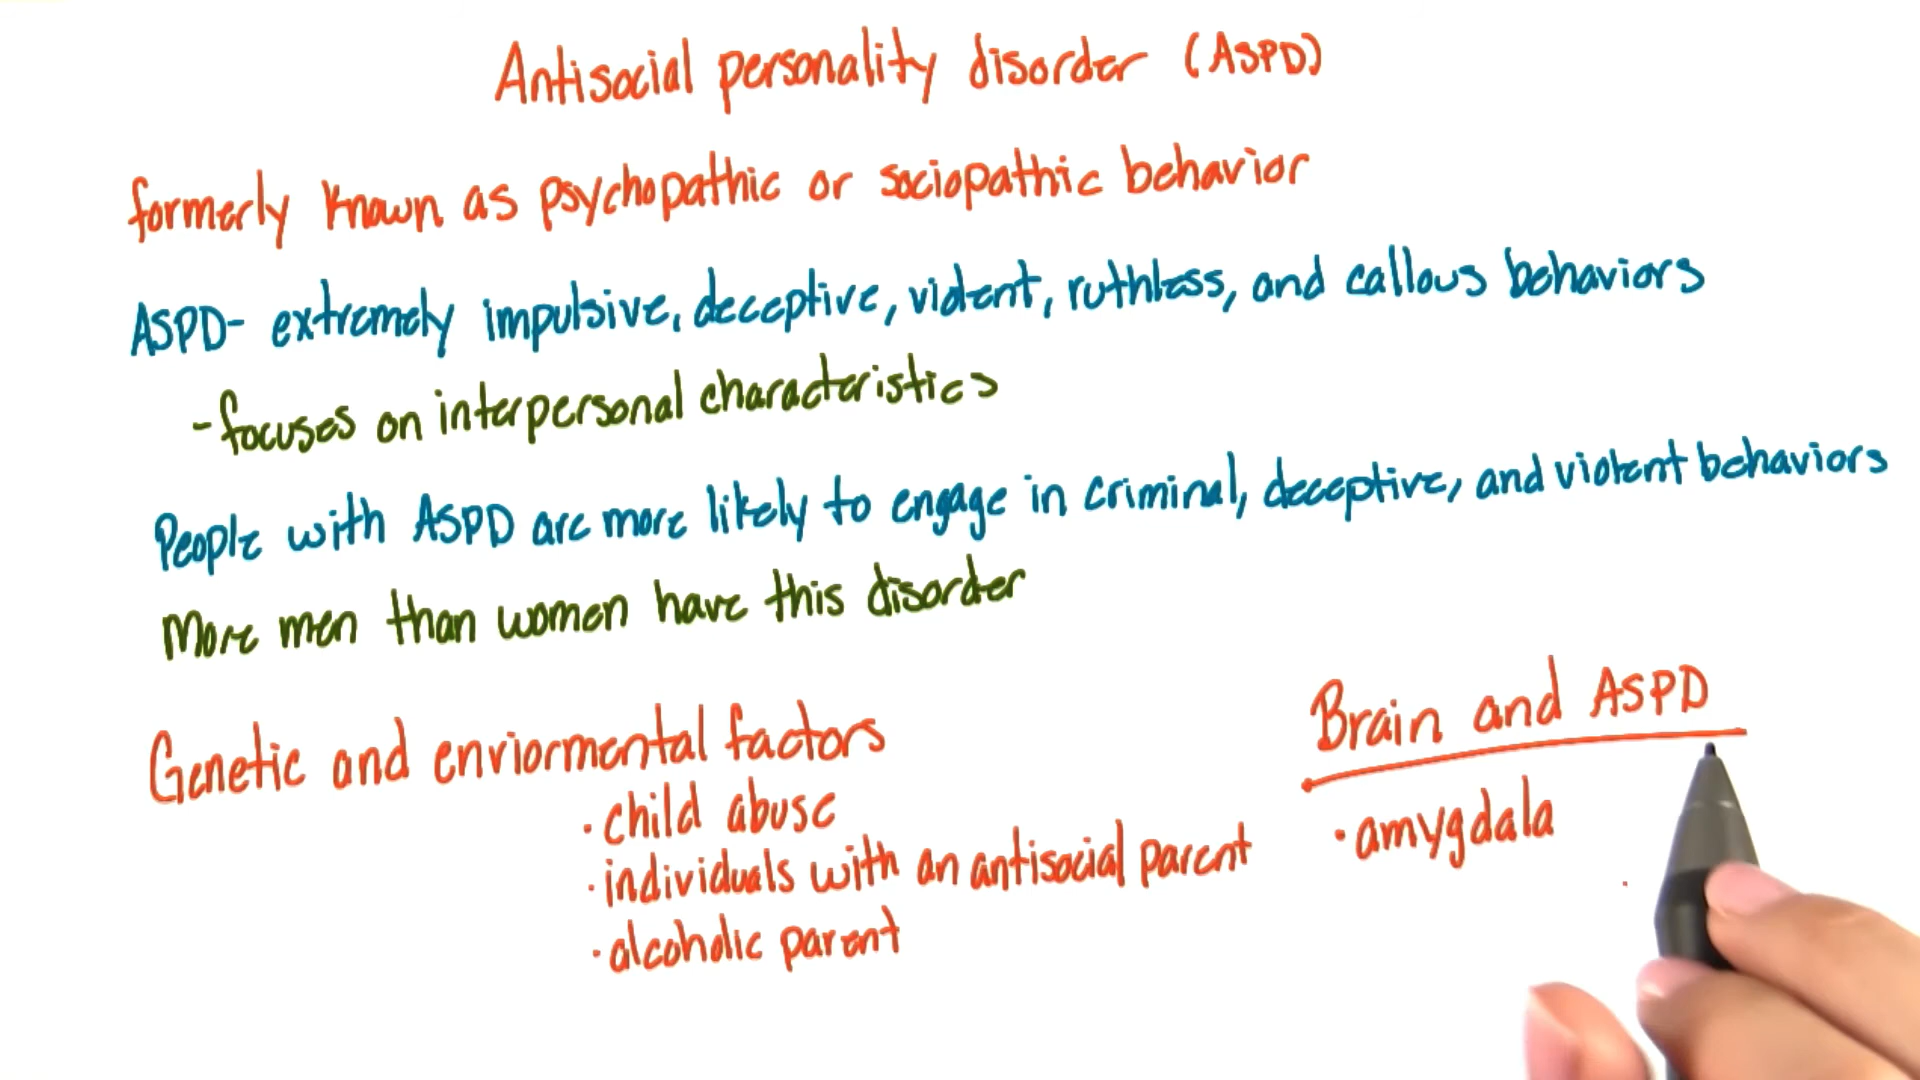 Antisocial personality disorder (ASPD)
formerly known as psychopathic or sociopathic behavior
ASPD- extremely impulsive, deceptive, violent, ruthless, and callous behaviors
-focuses on interpersonal characteristics
People with ASPD are more likely to engage in criminal, deceptive, and violent behaviors
More men than women have this disorder
Genetic and enviormental factors
• child abuse
• individuals with an antisocial parent
• alcoholic parent
Brain and ASPD
• amygdala